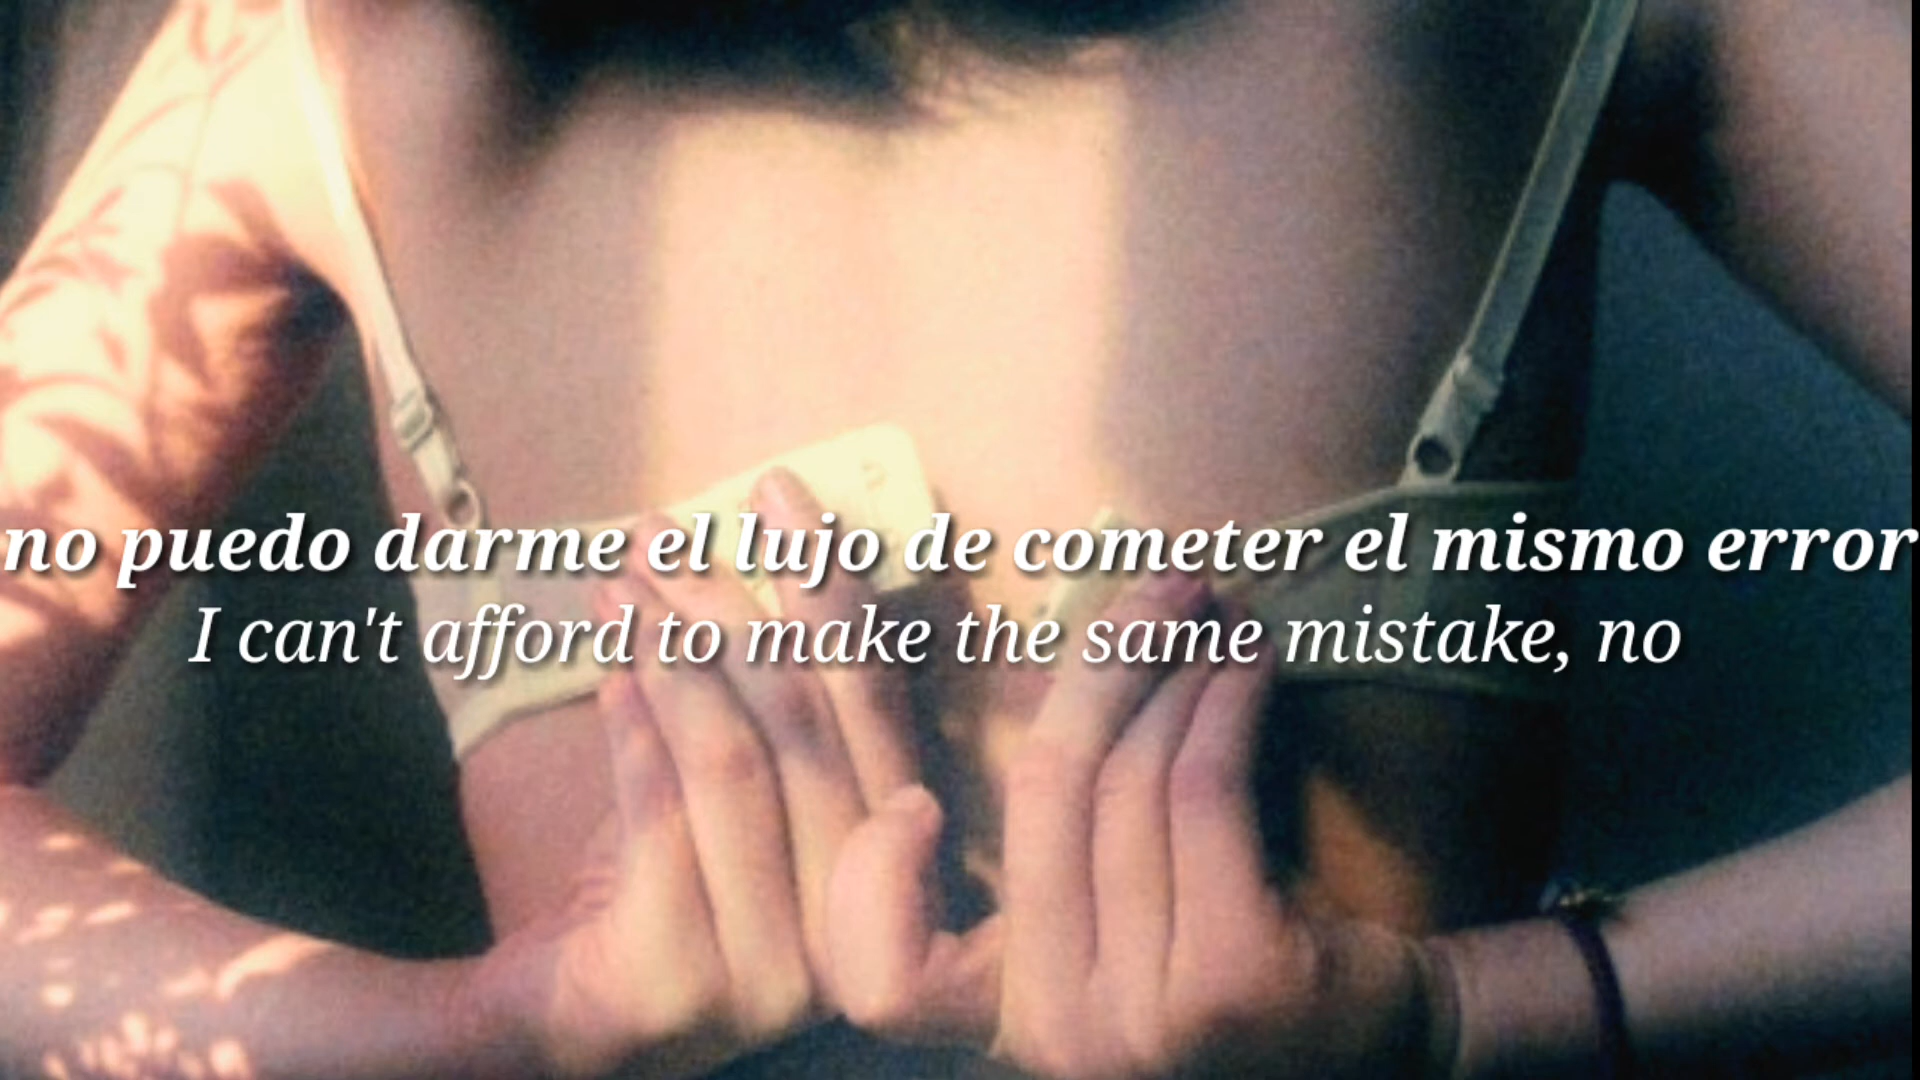 no puedo darme el lujo de cometer el mismo error
I can't afford to make the same mistake, no